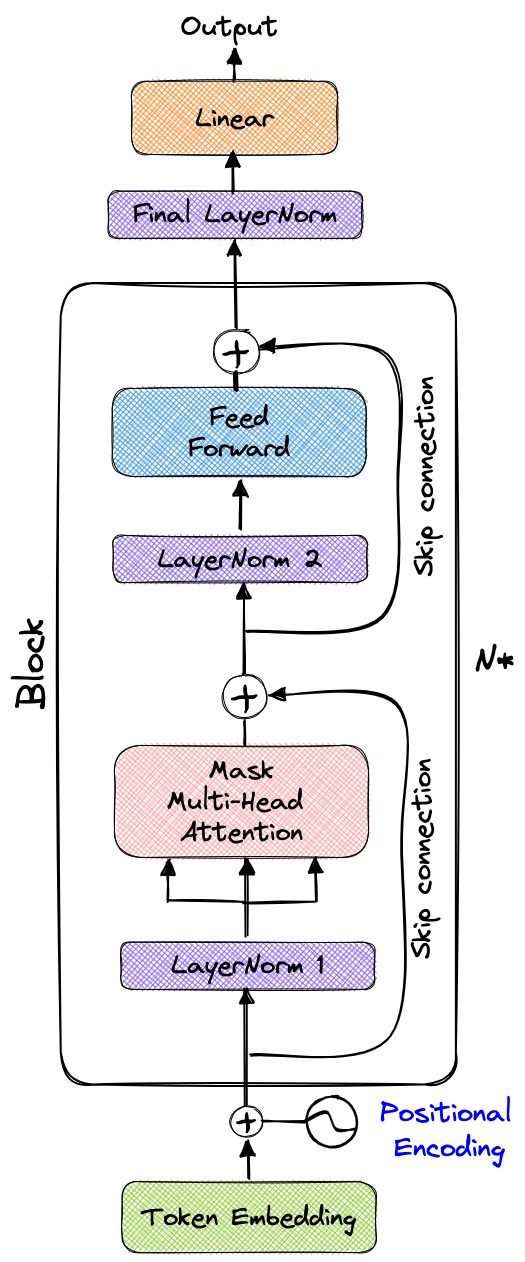 Output
Linear
Final LayerNorm
Feed
Forward
Skip connection
LayerNorm 2
Block
N*
Mask
Multi-Head
Attention
Skip connection
LayerNorm 1
Positional
Encoding
Token Embedding